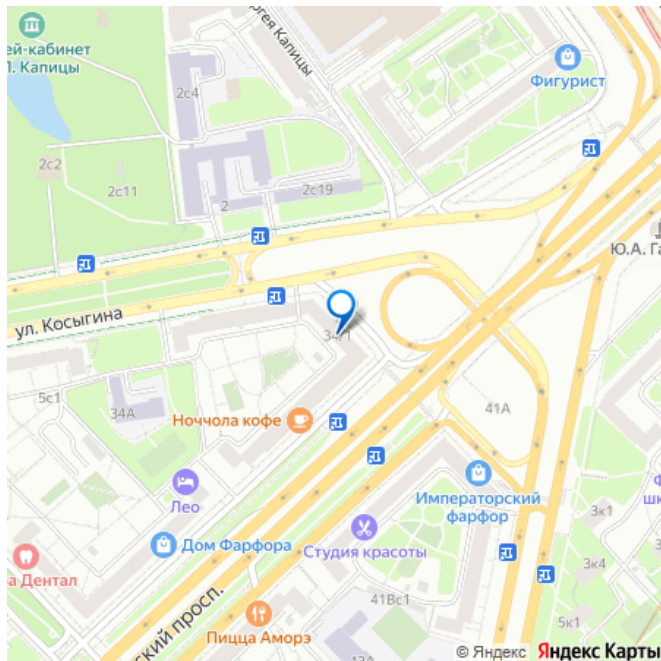 ргея Капицы
ей-кабинет
Л. Капицы
2с4
Фигурист
2с2
2с11
2
2с19
Ю.А. Га
ул. Косыгина
34/1
5с1
34А
Ноччола кофе
41А
Лео
Императорский
фарфор
Ф
шк
3к1
Дом Фарфора
Студия красоты
3к4
а Дентал
41Вс1
5к1
ский просп.
Пицца Аморэ
43А
© Яндекс Яндекс Карты